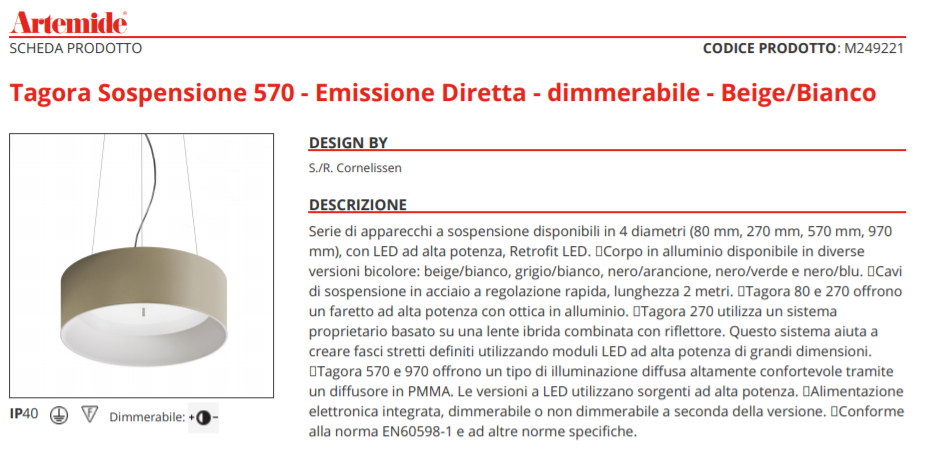 Artemide®
SCHEDA PRODOTTO
CODICE PRODOTTO: M249221
Tagora Sospensione 570 - Emissione Diretta - dimmerabile - Beige/Bianco
DESIGN BY
S./R. Cornelissen
DESCRIZIONE
Serie di apparecchi a sospensione disponibili in 4 diametri (80 mm, 270 mm, 570 mm, 970
mm), con LED ad alta potenza, Retrofit LED. ▯Corpo in alluminio disponibile in diverse
versioni bicolore: beige/bianco, grigio/bianco, nero/arancione, nero/verde e nero/blu. ▯Cavi
di sospensione in acciaio a regolazione rapida, lunghezza 2 metri. ▯Tagora 80 e 270 offrono
un faretto ad alta potenza con ottica in alluminio. ▯Tagora 270 utilizza un sistema
proprietario basato su una lente ibrida combinata con riflettore. Questo sistema aiuta a
creare fasci stretti definiti utilizzando moduli LED ad alta potenza di grandi dimensioni.
▯Tagora 570 e 970 offrono un tipo di illuminazione diffusa altamente confortevole tramite
un diffusore in PMMA. Le versioni a LED utilizzano sorgenti ad alta potenza. ▯Alimentazione
elettronica integrata, dimmerabile o non dimmerabile a seconda della versione. ▯Conforme
alla norma EN60598-1 e ad altre norme specifiche.
IP40 F Dimmerabile: + -